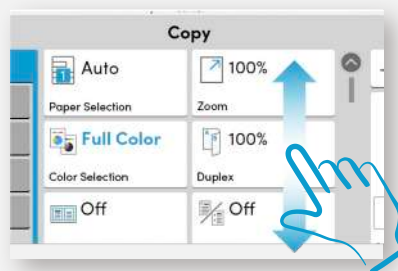 Copy
Auto
100%
Paper Selection
Zoom
Full Color
100%
Color Selection
Duplex
Off
Off